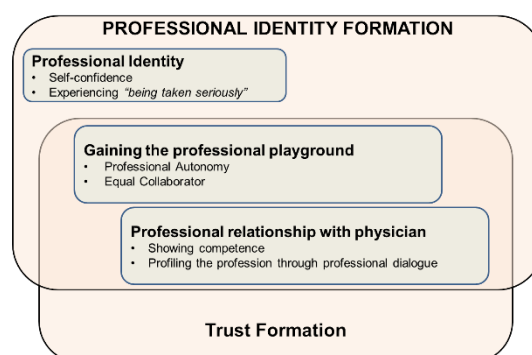 PROFESSIONAL IDENTITY FORMATION
Professional Identity
• Self-confidence
• Experiencing “being taken seriously”
Gaining the professional playground
• Professional Autonomy
• Equal Collaborator
Professional relationship with physician
• Showing competence
• Profiling the profession through professional dialogue
Trust Formation